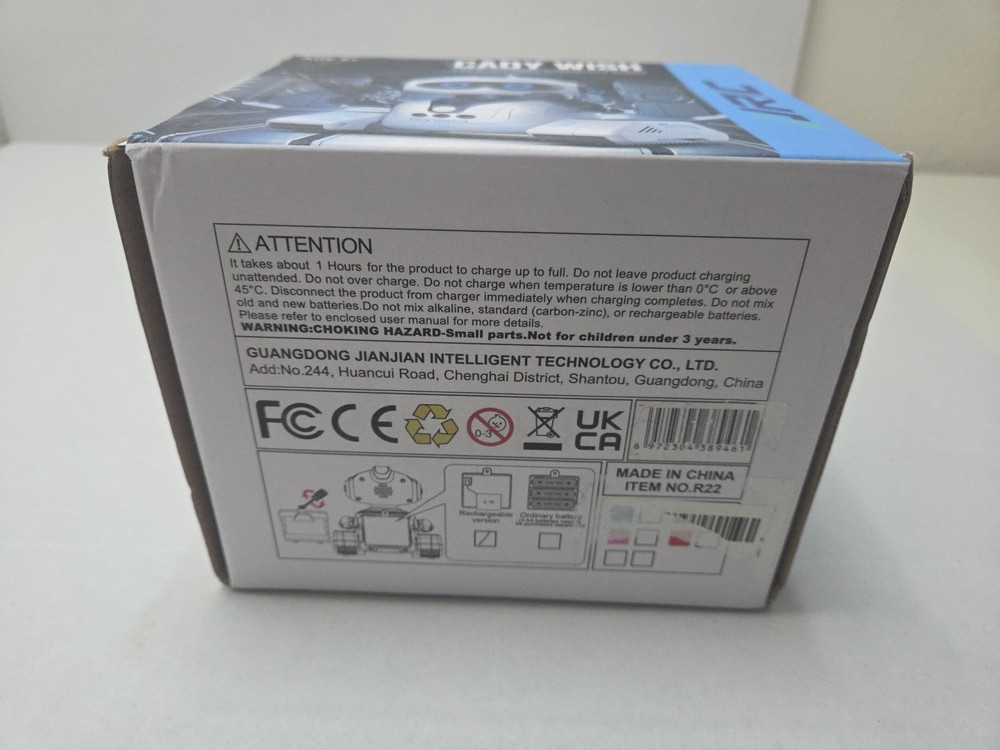 CADY WISH
JRC
ATTENTION
It takes about 1 Hours for the product to charge up to full. Do not leave product charging
unattended. Do not over charge. Do not charge when temperature is lower than 0°C or above
45°C. Disconnect the product from charger immediately when charging completes. Do not mix
old and new batteries.Do not mix alkaline, standard (carbon-zinc), or rechargeable batteries.
Please refer to enclosed user manual for more details.
WARNING:CHOKING HAZARD-Small parts.Not for children under 3 years.
GUANGDONG JIANJIAN INTELLIGENT TECHNOLOGY CO., LTD.
Add:No.244, Huancui Road, Chenghai District, Shantou, Guangdong, China
FC CE 0-3 UK
CA
6 972304 389461
MADE IN CHINA
ITEM NO.R22
Rechargeable
version
Ordinary battery